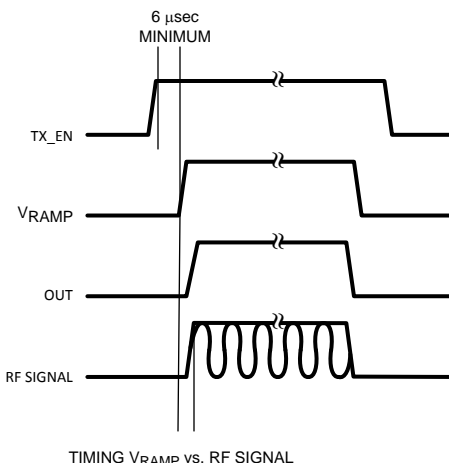 6 µsec
MINIMUM
TX_EN
VRAMP
OUT
RF SIGNAL
TIMING VRAMP vs. RF SIGNAL